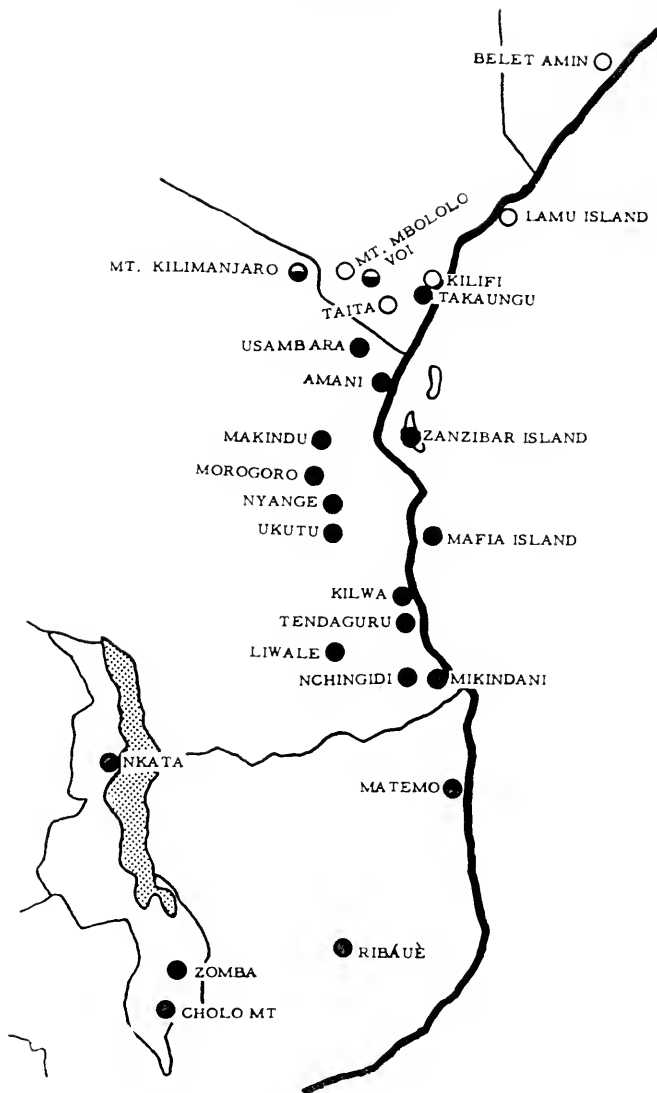 BELET AMIN
LAMU ISLAND
MT. MBOLOLO
VOI
MT. KILIMANJARO
KILIFI
TAKAUNGU
TAITA
USAMBARA
AMANI
MAKINDU
ZANZIBAR ISLAND
MOROGORO
NYANGE
UKUTU
MAFIA ISLAND
KILWA
TENDAGURU
LIWALE
NCHINGIDI
MIKINDANI
NKATA
MATEMO
RIBÁUÈ
ZOMBA
CHOLO MT